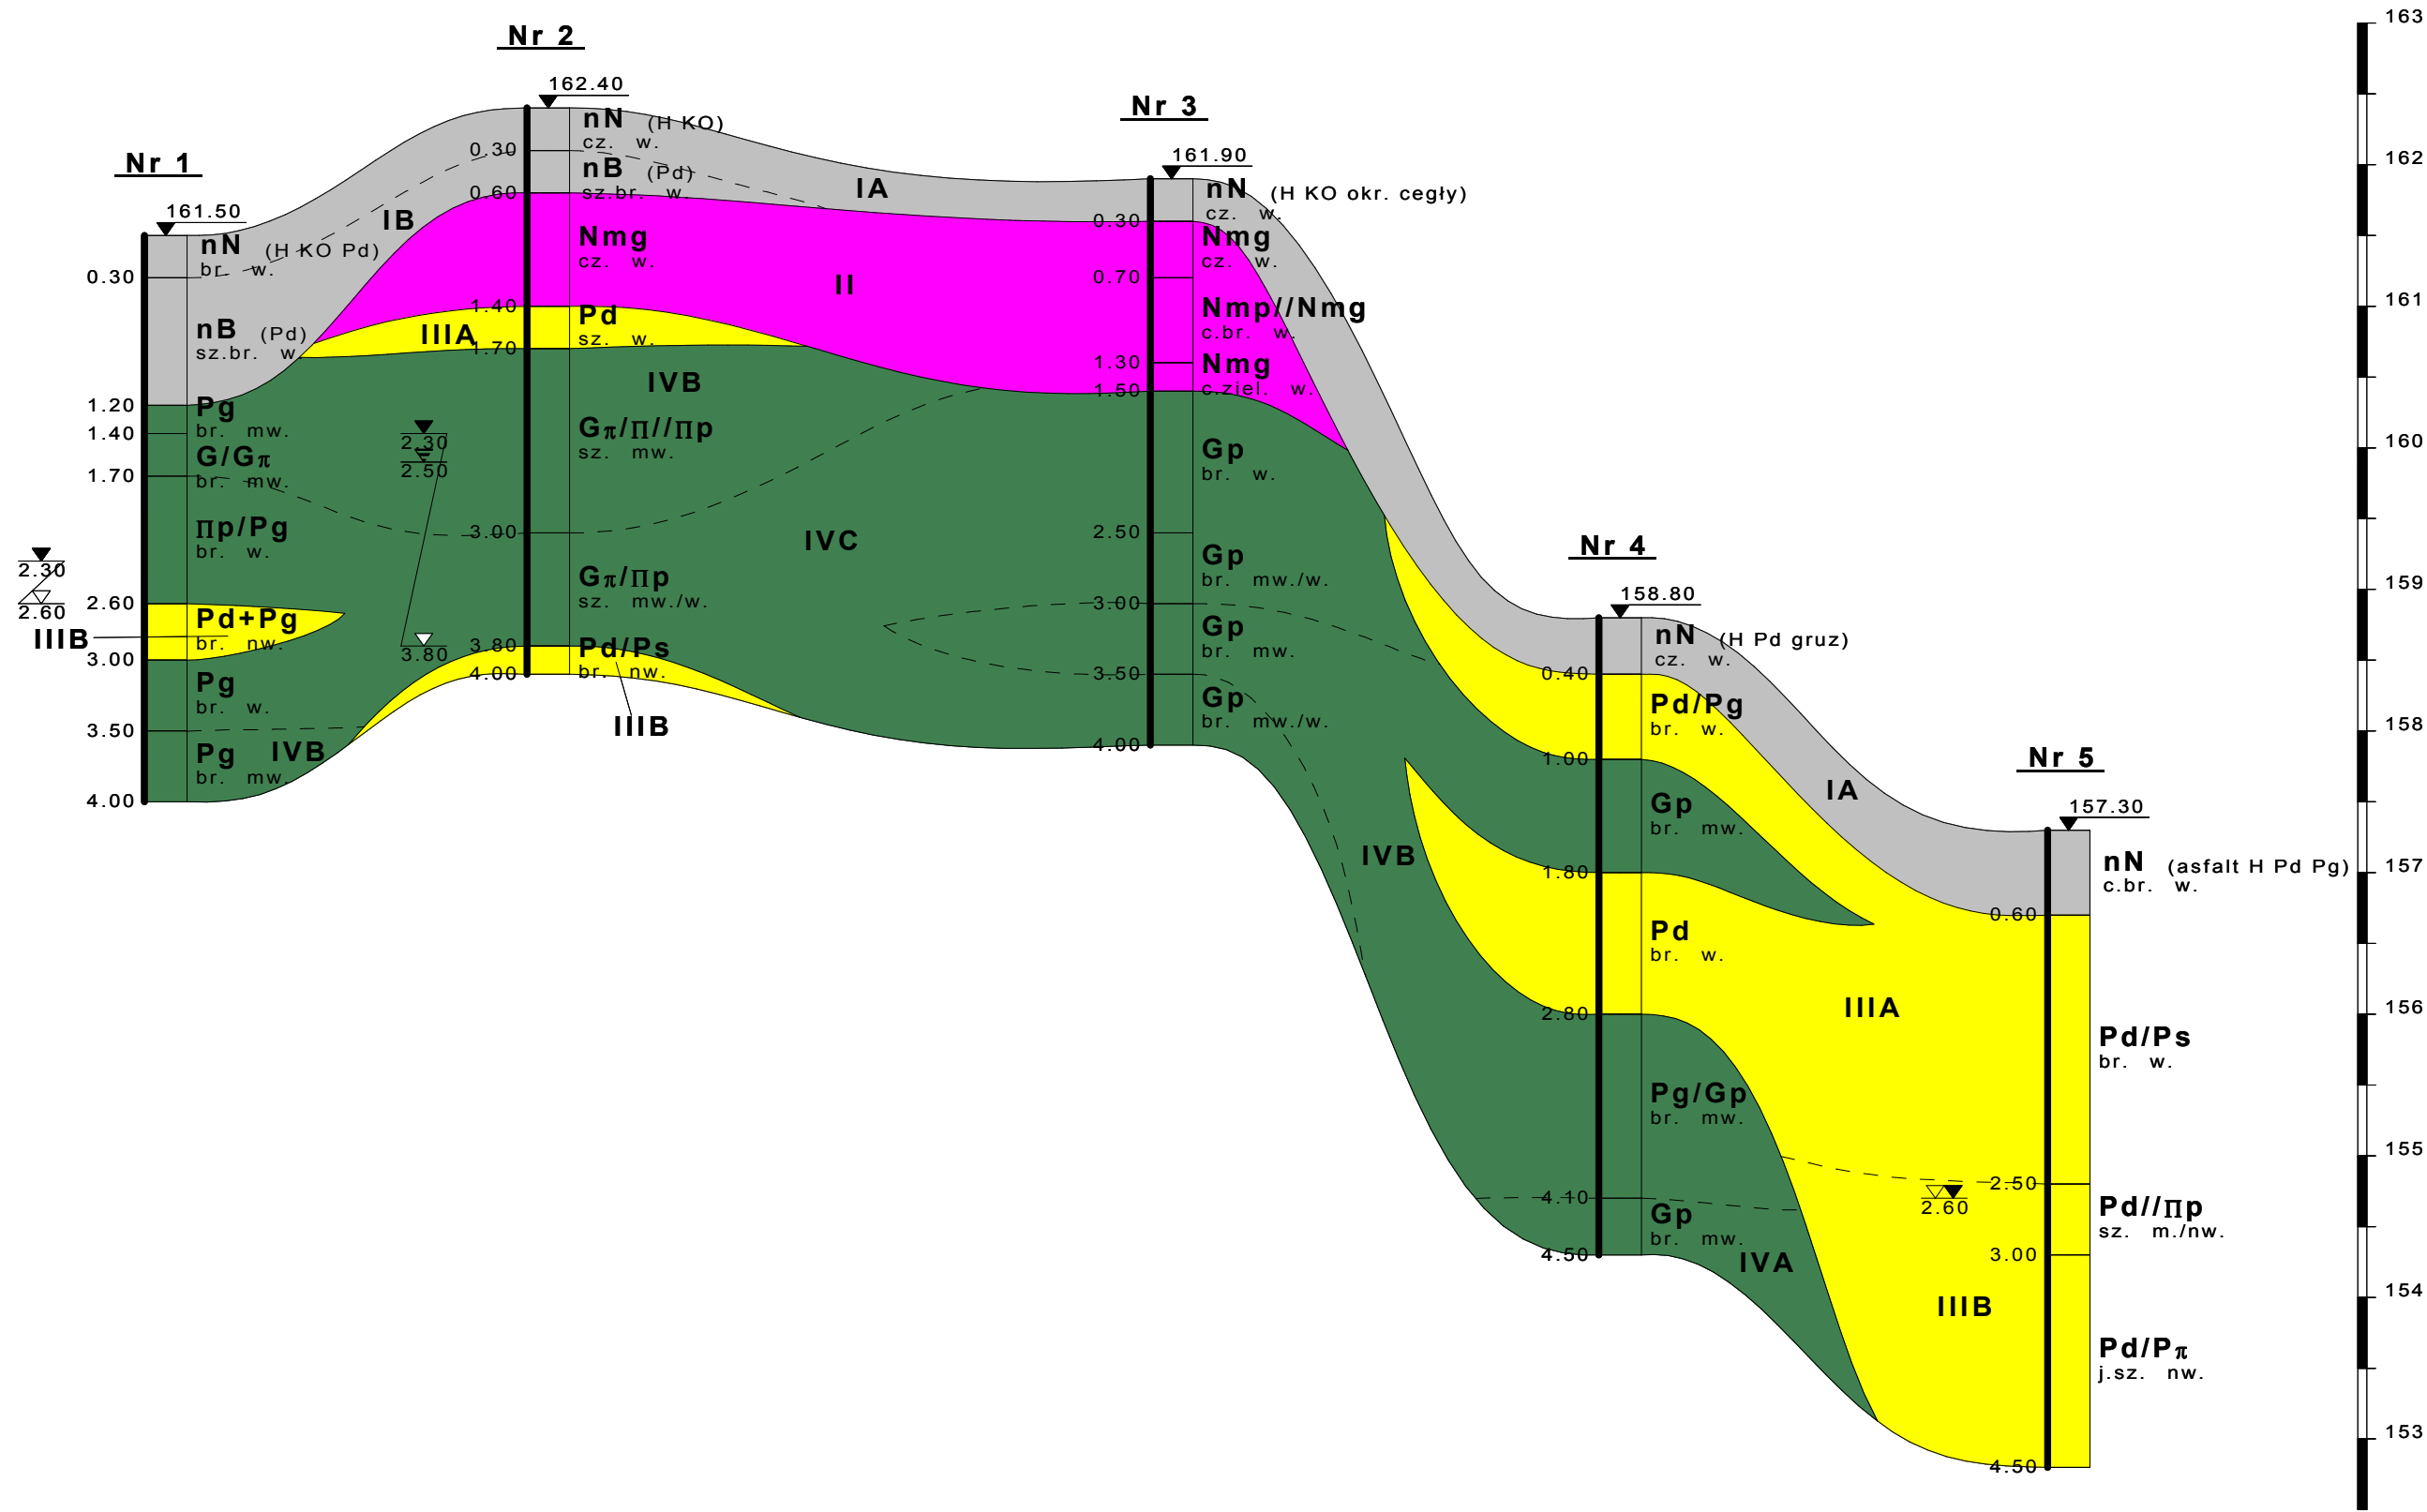 Nr 1
161.50
nN (H KO Pd)
br. w.
0.30
nB (Pd)
sz.br. w.
1.20
Pg
br. mw.
1.40
G/Gπ
br. mw.
1.70
Πp/Pg
br. w.
2.30
2.60
2.60
Pd+Pg
br. nw.
IIIB
3.00
Pg
br. w.
3.50
Pg
br. mw.
4.00
IB
IIIA
IVB
2.30
2.50
3.80
Nr 2
162.40
nN (H KO)
cz. w.
0.30
nB (Pd)
sz.br. w.
0.60
Nmg
cz. w.
1.40
Pd
sz. w.
1.70
IVB
Gπ/Π//Πp
sz. mw.
3.00
Gπ/Πp
sz. mw./w.
3.80
Pd/Ps
br. nw.
4.00
IIIB
IA
II
IVC
Nr 3
161.90
nN (H KO okr. cegły)
cz. w.
0.30
Nmg
cz. w.
0.70
Nmp//Nmg
c.br. w.
1.30
Nmg
c.ziel. w.
1.50
Gp
br. w.
2.50
Gp
br. mw./w.
3.00
Gp
br. mw.
3.50
Gp
br. mw./w.
4.00
IVB
Nr 4
158.80
nN (H Pd gruz)
cz. w.
0.40
Pd/Pg
br. w.
1.00
Gp
br. mw.
1.80
Pd
br. w.
2.80
Pg/Gp
br. mw.
4.10
Gp
br. mw.
4.50
IVA
IA
IIIA
IIIB
Nr 5
157.30
nN (asfalt H Pd Pg)
c.br. w.
0.60
Pd/Ps
br. w.
2.50
2.60
Pd//Πp
sz. m./nw.
3.00
Pd/Pπ
j.sz. nw.
4.50
163
162
161
160
159
158
157
156
155
154
153